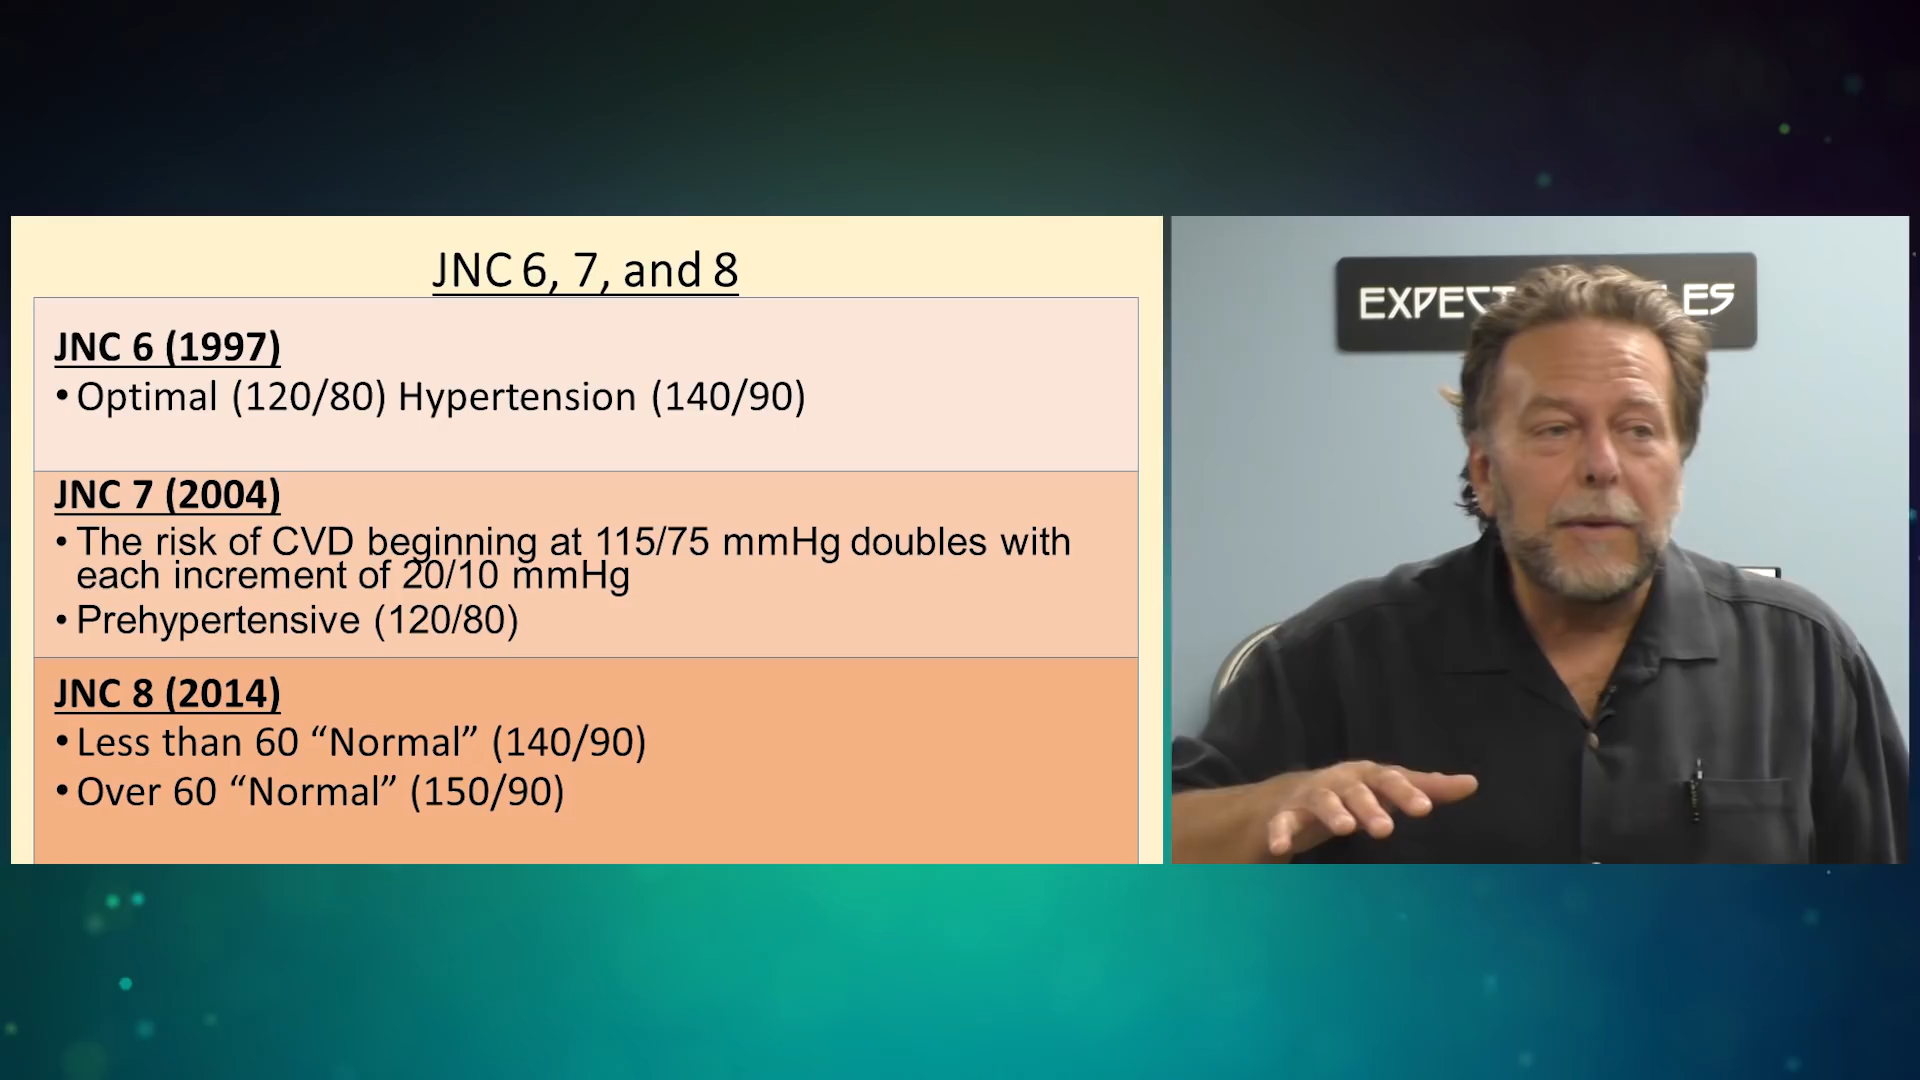 JNC 6, 7, and 8
JNC 6 (1997)
• Optimal (120/80) Hypertension (140/90)
JNC 7 (2004)
• The risk of CVD beginning at 115/75 mmHg doubles with
each increment of 20/10 mmHg
• Prehypertensive (120/80)
JNC 8 (2014)
• Less than 60 “Normal” (140/90)
• Over 60 “Normal” (150/90)